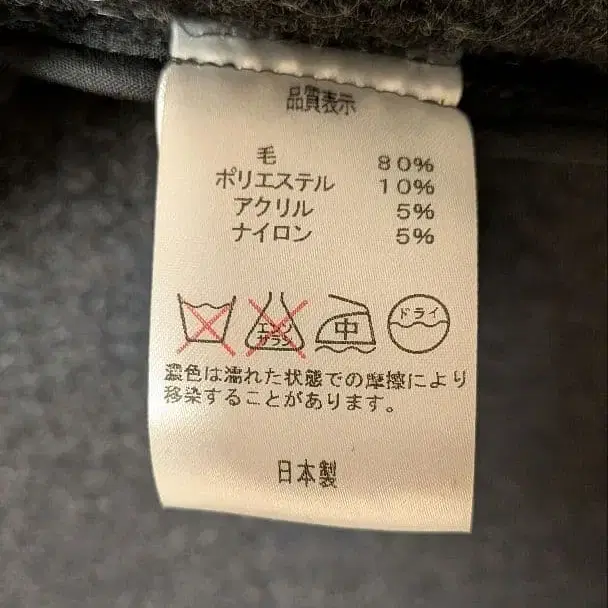 品質表示
毛 80%
ポリエステル 10%
アクリル 5%
ナイロン 5%
エンソ
サラシ
中
ドライ
濃色は濡れた状態での摩擦により
移染することがあります。
日本製